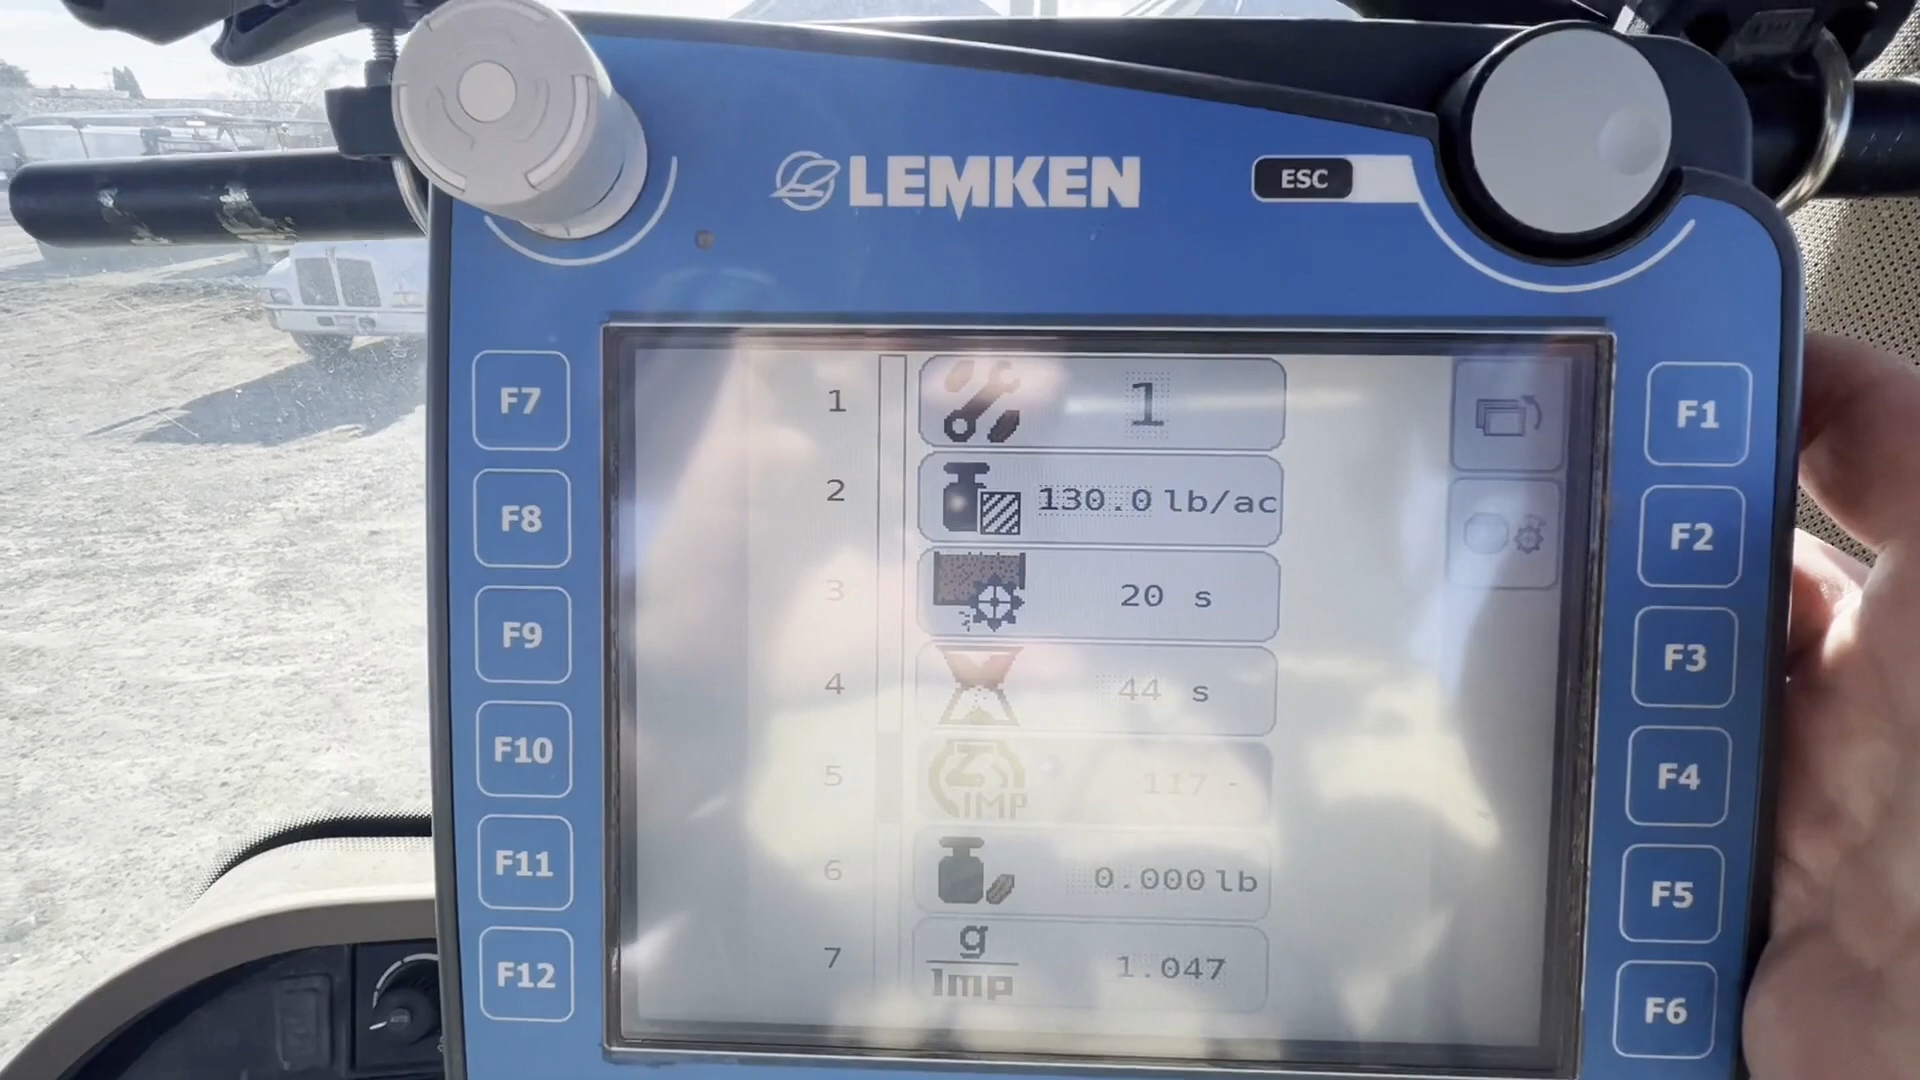 LEMKEN
ESC
F7
F8
F9
F10
F11
F12
1 1
2 130.0 lb/ac
3 20 s
4 44 s
5 IMP 117 -
6 0.000 lb
7 g
Imp 1.047
F1
F2
F3
F4
F5
F6